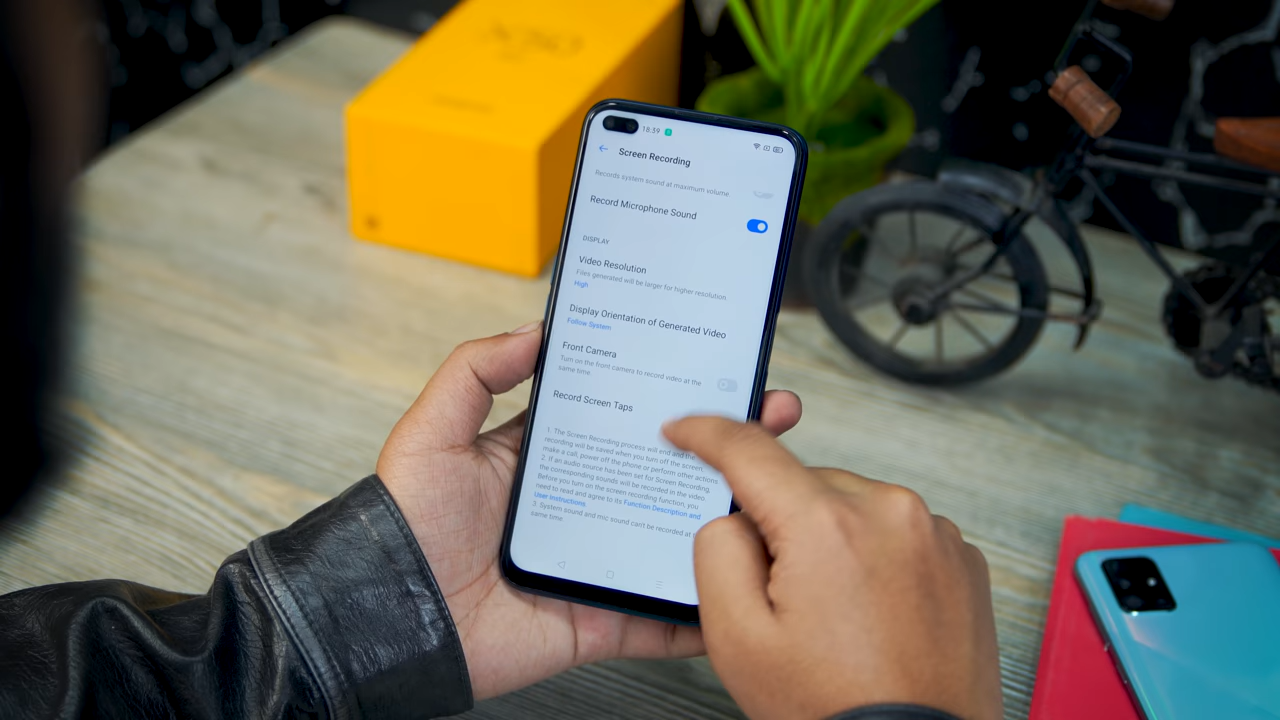 18:39
Screen Recording
Records system sound at maximum volume
Record Microphone Sound
DISPLAY
Video Resolution
Files generated will be larger for higher resolution.
High
Display Orientation of Generated Video
Follow System
Front Camera
Turn on the front camera to record video at the
same time.
Record Screen Taps
1. The Screen Recording process will end and the
recording will be saved when you turn off the screen,
make a call, power off the phone or perform other actions
2. If an audio source has been set for Screen Recording,
the corresponding sounds will be recorded in the video.
Before you turn on the screen recording function, you
need to read and agree to its Function Description and
User Instructions
3. System sound and mic sound can't be recorded at
same time.